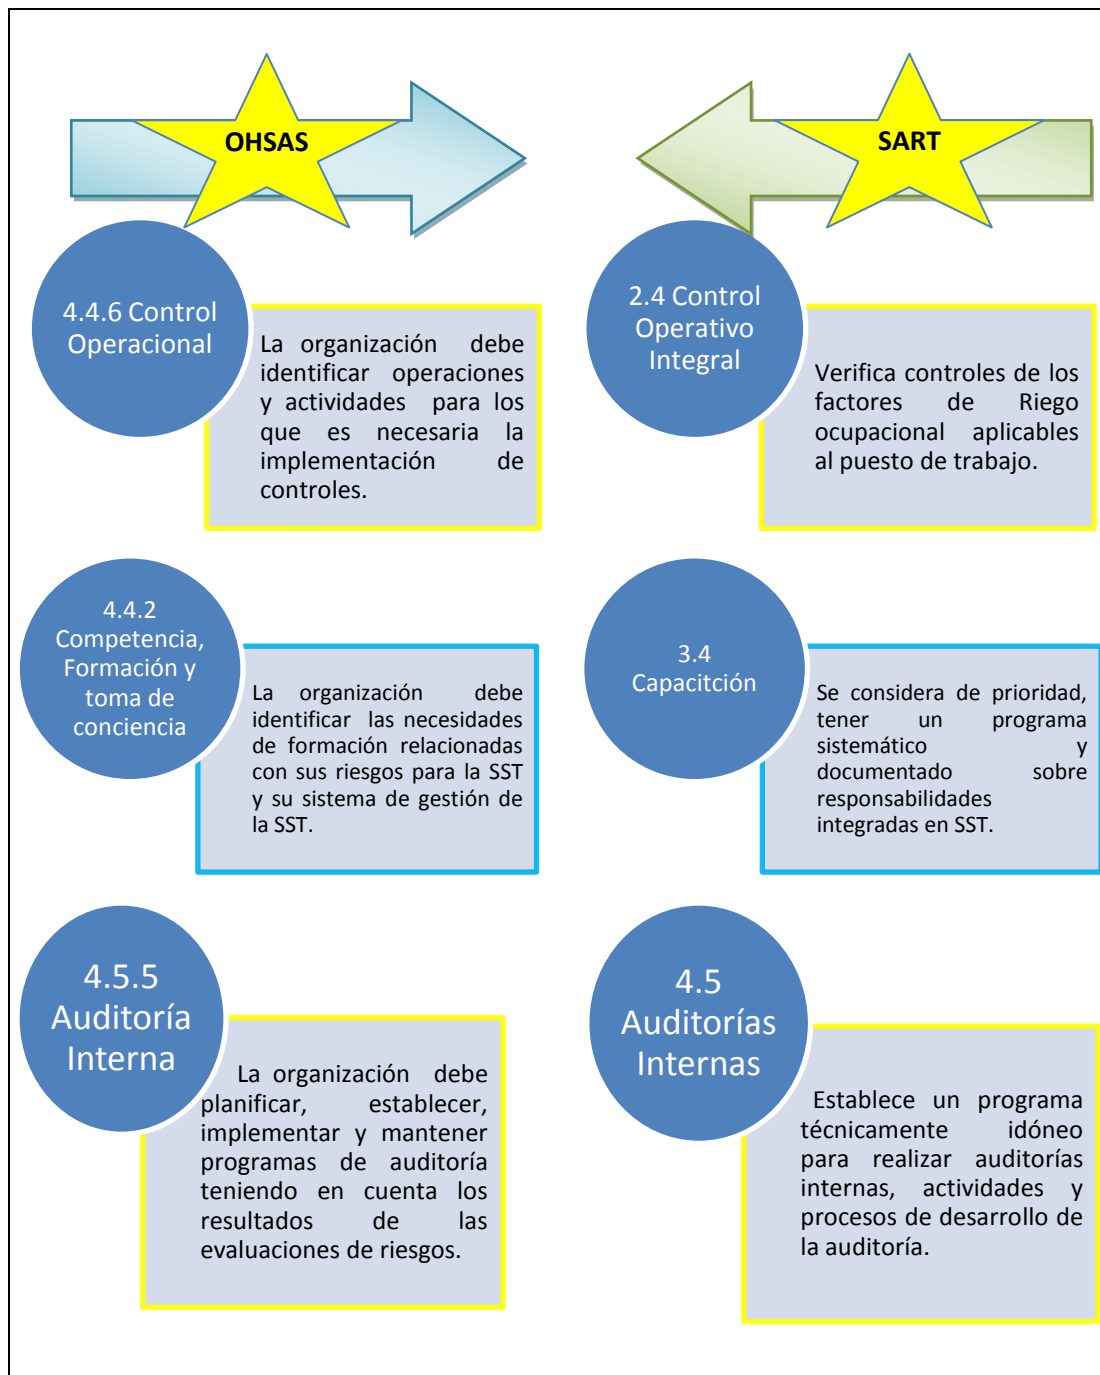 OHSAS
SART
4.4.6 Control
Operacional
La organización debe
identificar operaciones
y actividades para los
que es necesaria la
implementación de
controles.
2.4 Control
Operativo
Integral
Verifica controles de los
factores de Riego
ocupacional aplicables
al puesto de trabajo.
4.4.2
Competencia,
Formación y
toma de
conciencia
La organización debe
identificar las necesidades
de formación relacionadas
con sus riesgos para la SST
y su sistema de gestión de
la SST.
3.4
Capacitción
Se considera de prioridad,
tener un programa
sistemático y
documentado sobre
responsabilidades
integradas en SST.
4.5.5
Auditoría
Interna
La organización debe
planificar, establecer,
implementar y mantener
programas de auditoría
teniendo en cuenta los
resultados de las
evaluaciones de riesgos.
4.5
Auditorías
Internas
Establece un programa
técnicamente idóneo
para realizar auditorías
internas, actividades y
procesos de desarrollo de
la auditoría.